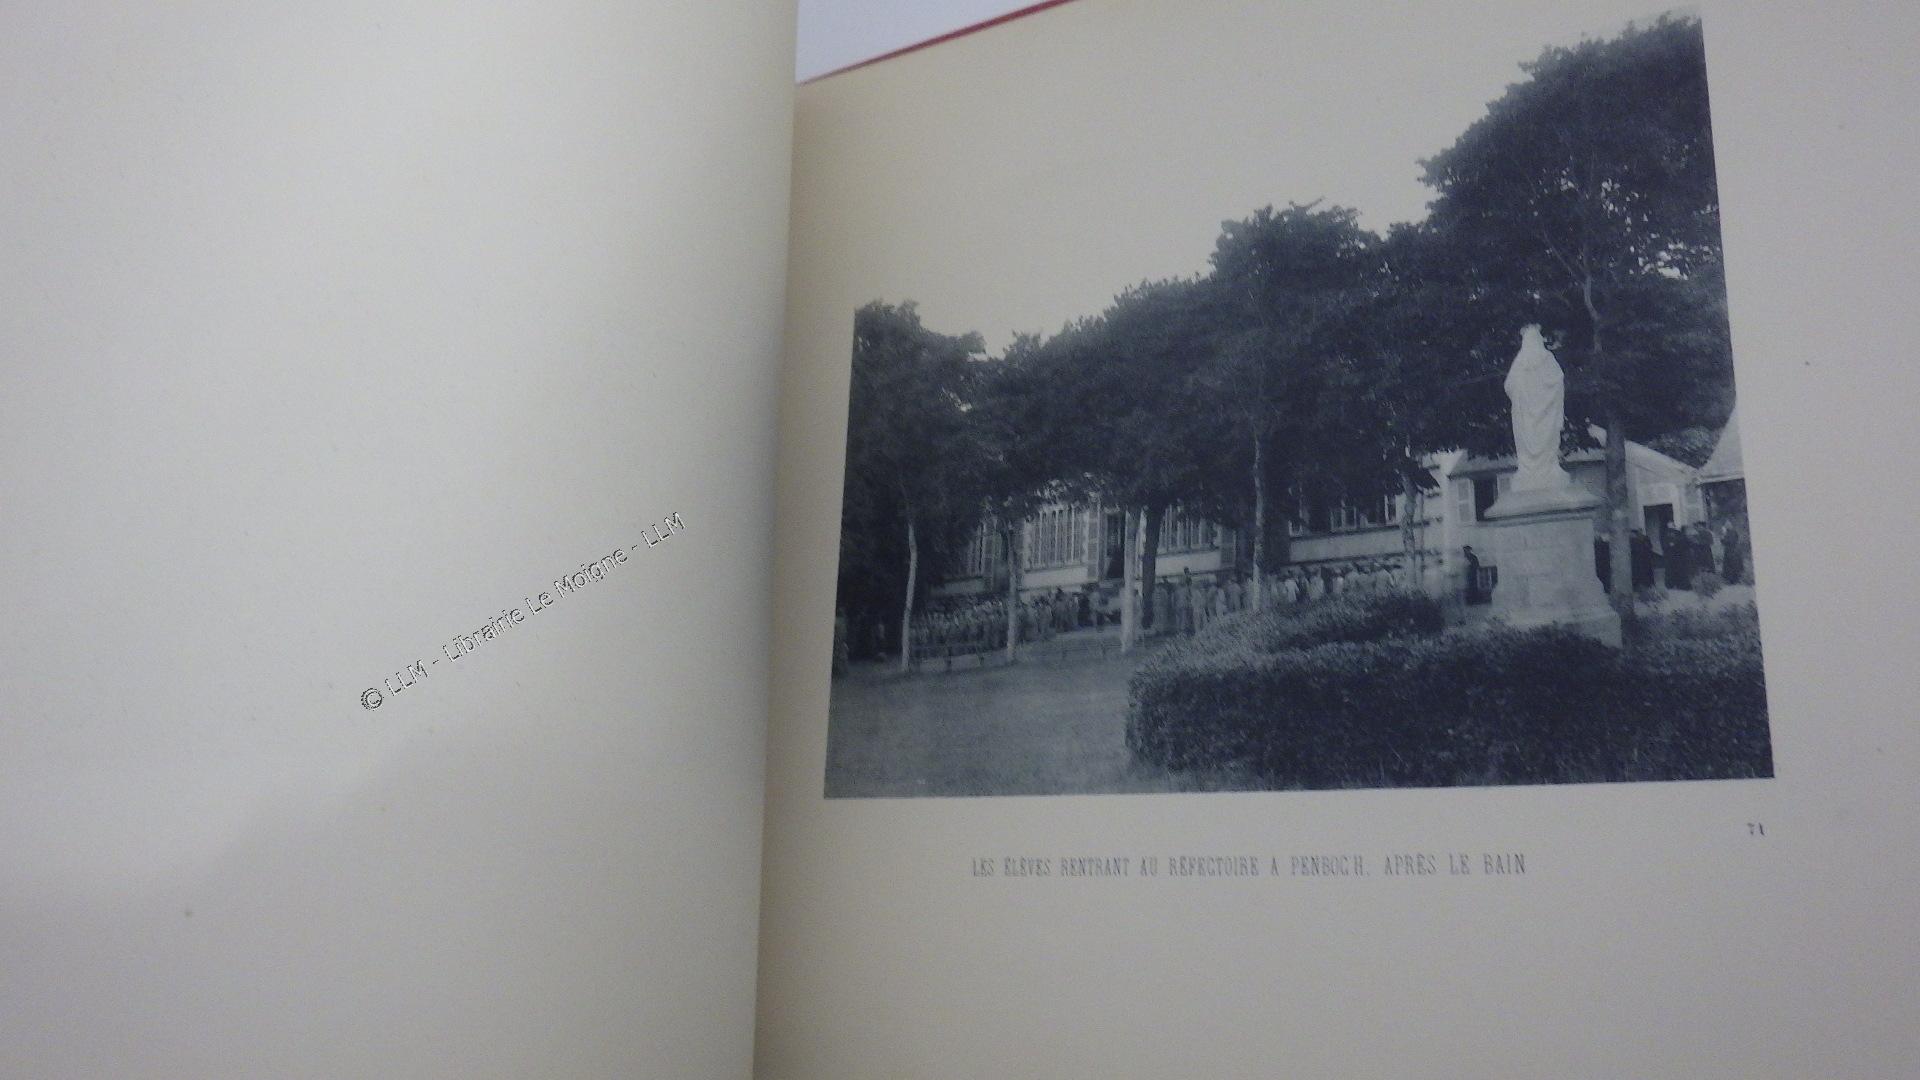 © LLM - Librairie Le Moigne - LLM
71
LES ÉLÈVES RENTRANT AU RÉFECTOIRE A PENBOCH, APRÈS LE BAIN